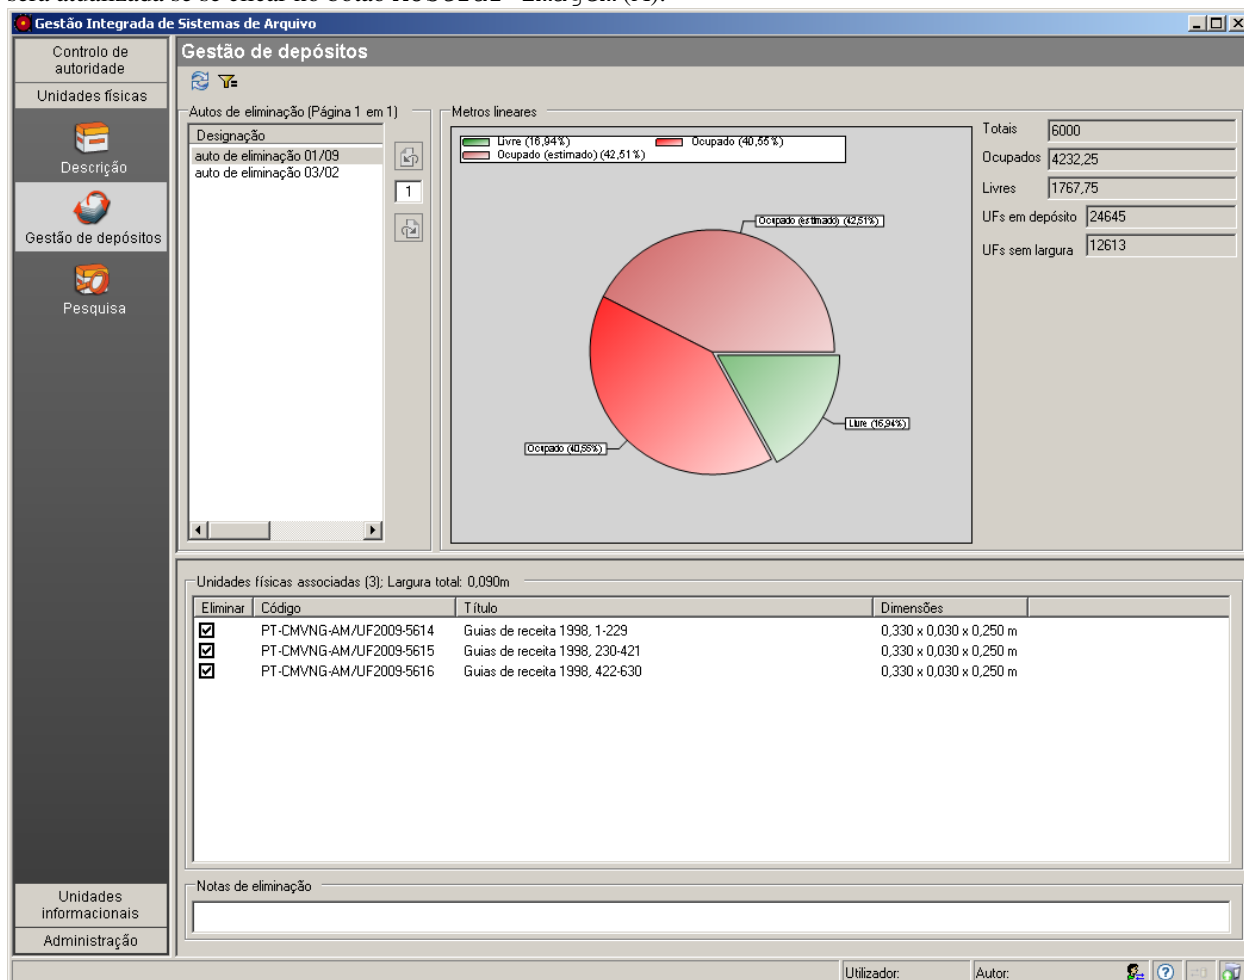 Gestão Integrada de Sistemas de Arquivo
Controlo de
autoridade
Unidades físicas
Descrição
Gestão de depósitos
Pesquisa
Unidades
informacionais
Administração
Gestão de depósitos
Autos de eliminação (Página 1 em 1)
Designação
auto de eliminação 01/09
auto de eliminação 03/02
1
Metros lineares
Livre (16,94%) Ocupado (40,55%)
Ocupado (estimado) (42,51%)
Ocupado (estimado) (42,51%)
Livre (16,94%)
Ocupado (40,55%)
Totais 6000
Ocupados 4232,25
Livres 1767,75
UFs em depósito 24645
UFs sem largura 12613
Unidades físicas associadas (3); Largura total: 0,090m
Eliminar Código Título Dimensões
PT-CMVNG-AM/UF2009-5614 Guias de receita 1998, 1-229 0,330 x 0,030 x 0,250 m
PT-CMVNG-AM/UF2009-5615 Guias de receita 1998, 230-421 0,330 x 0,030 x 0,250 m
PT-CMVNG-AM/UF2009-5616 Guias de receita 1998, 422-630 0,330 x 0,030 x 0,250 m
Notas de eliminação
Utilizador: Autor: